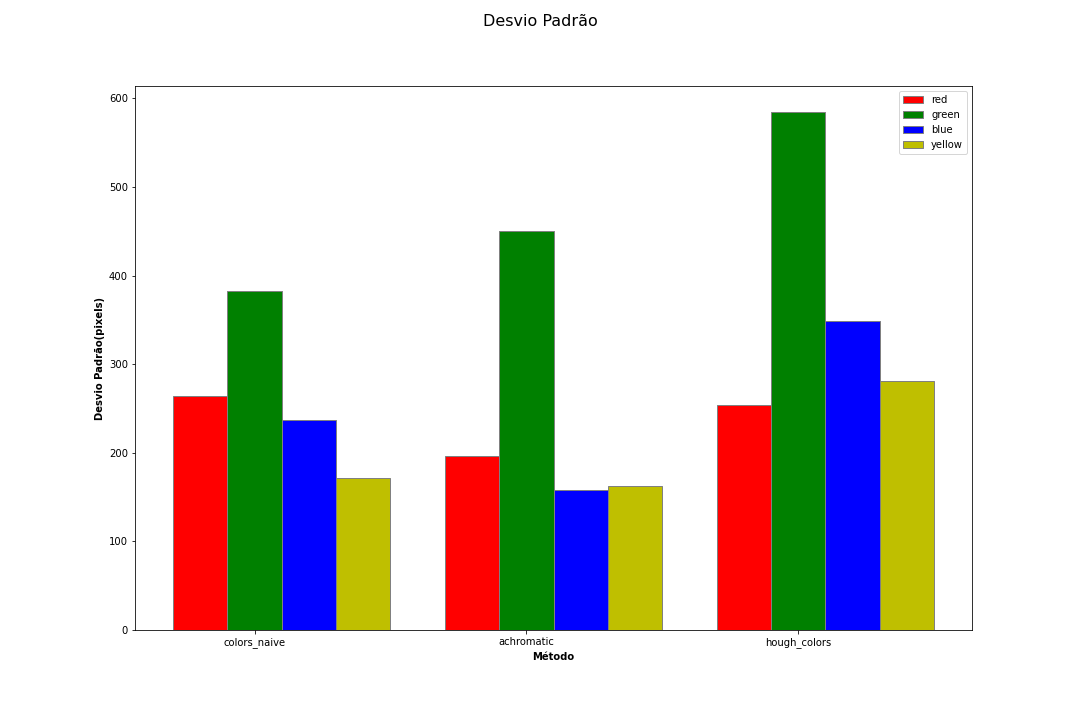 Desvio Padrão
red
green
blue
yellow
600
500
400
300
200
100
0
Desvio Padrão(pixels)
colors_naive
achromatic
hough_colors
Método